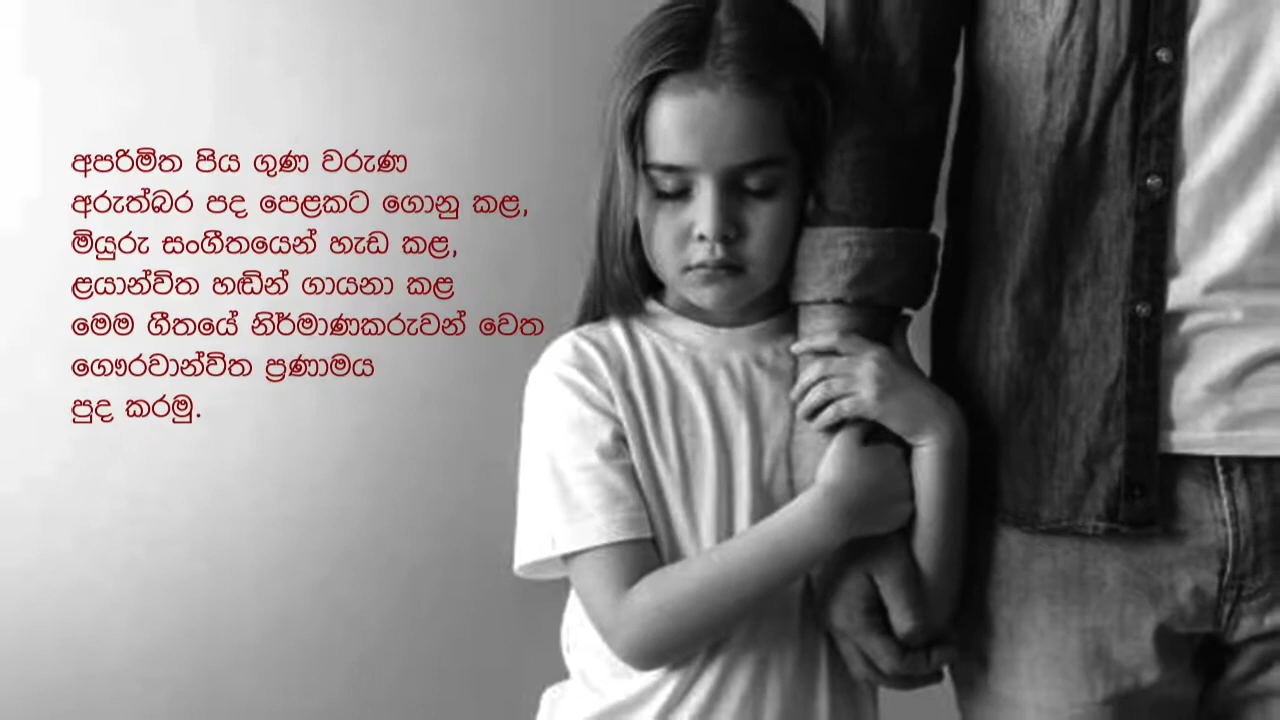 අපරිමිත පිය ගුණ වරුණ
අරුත්බර පද පෙළකට ගොනු කළ,
මියුරු සංගීතයෙන් හැඩ කළ,
ළයාන්විත හඬින් ගායනා කළ
මෙම ගීතයේ නිර්මාණකරුවන් වෙත
ගෞරවාන්විත ප්‍රණාමය
පුද කරමු.